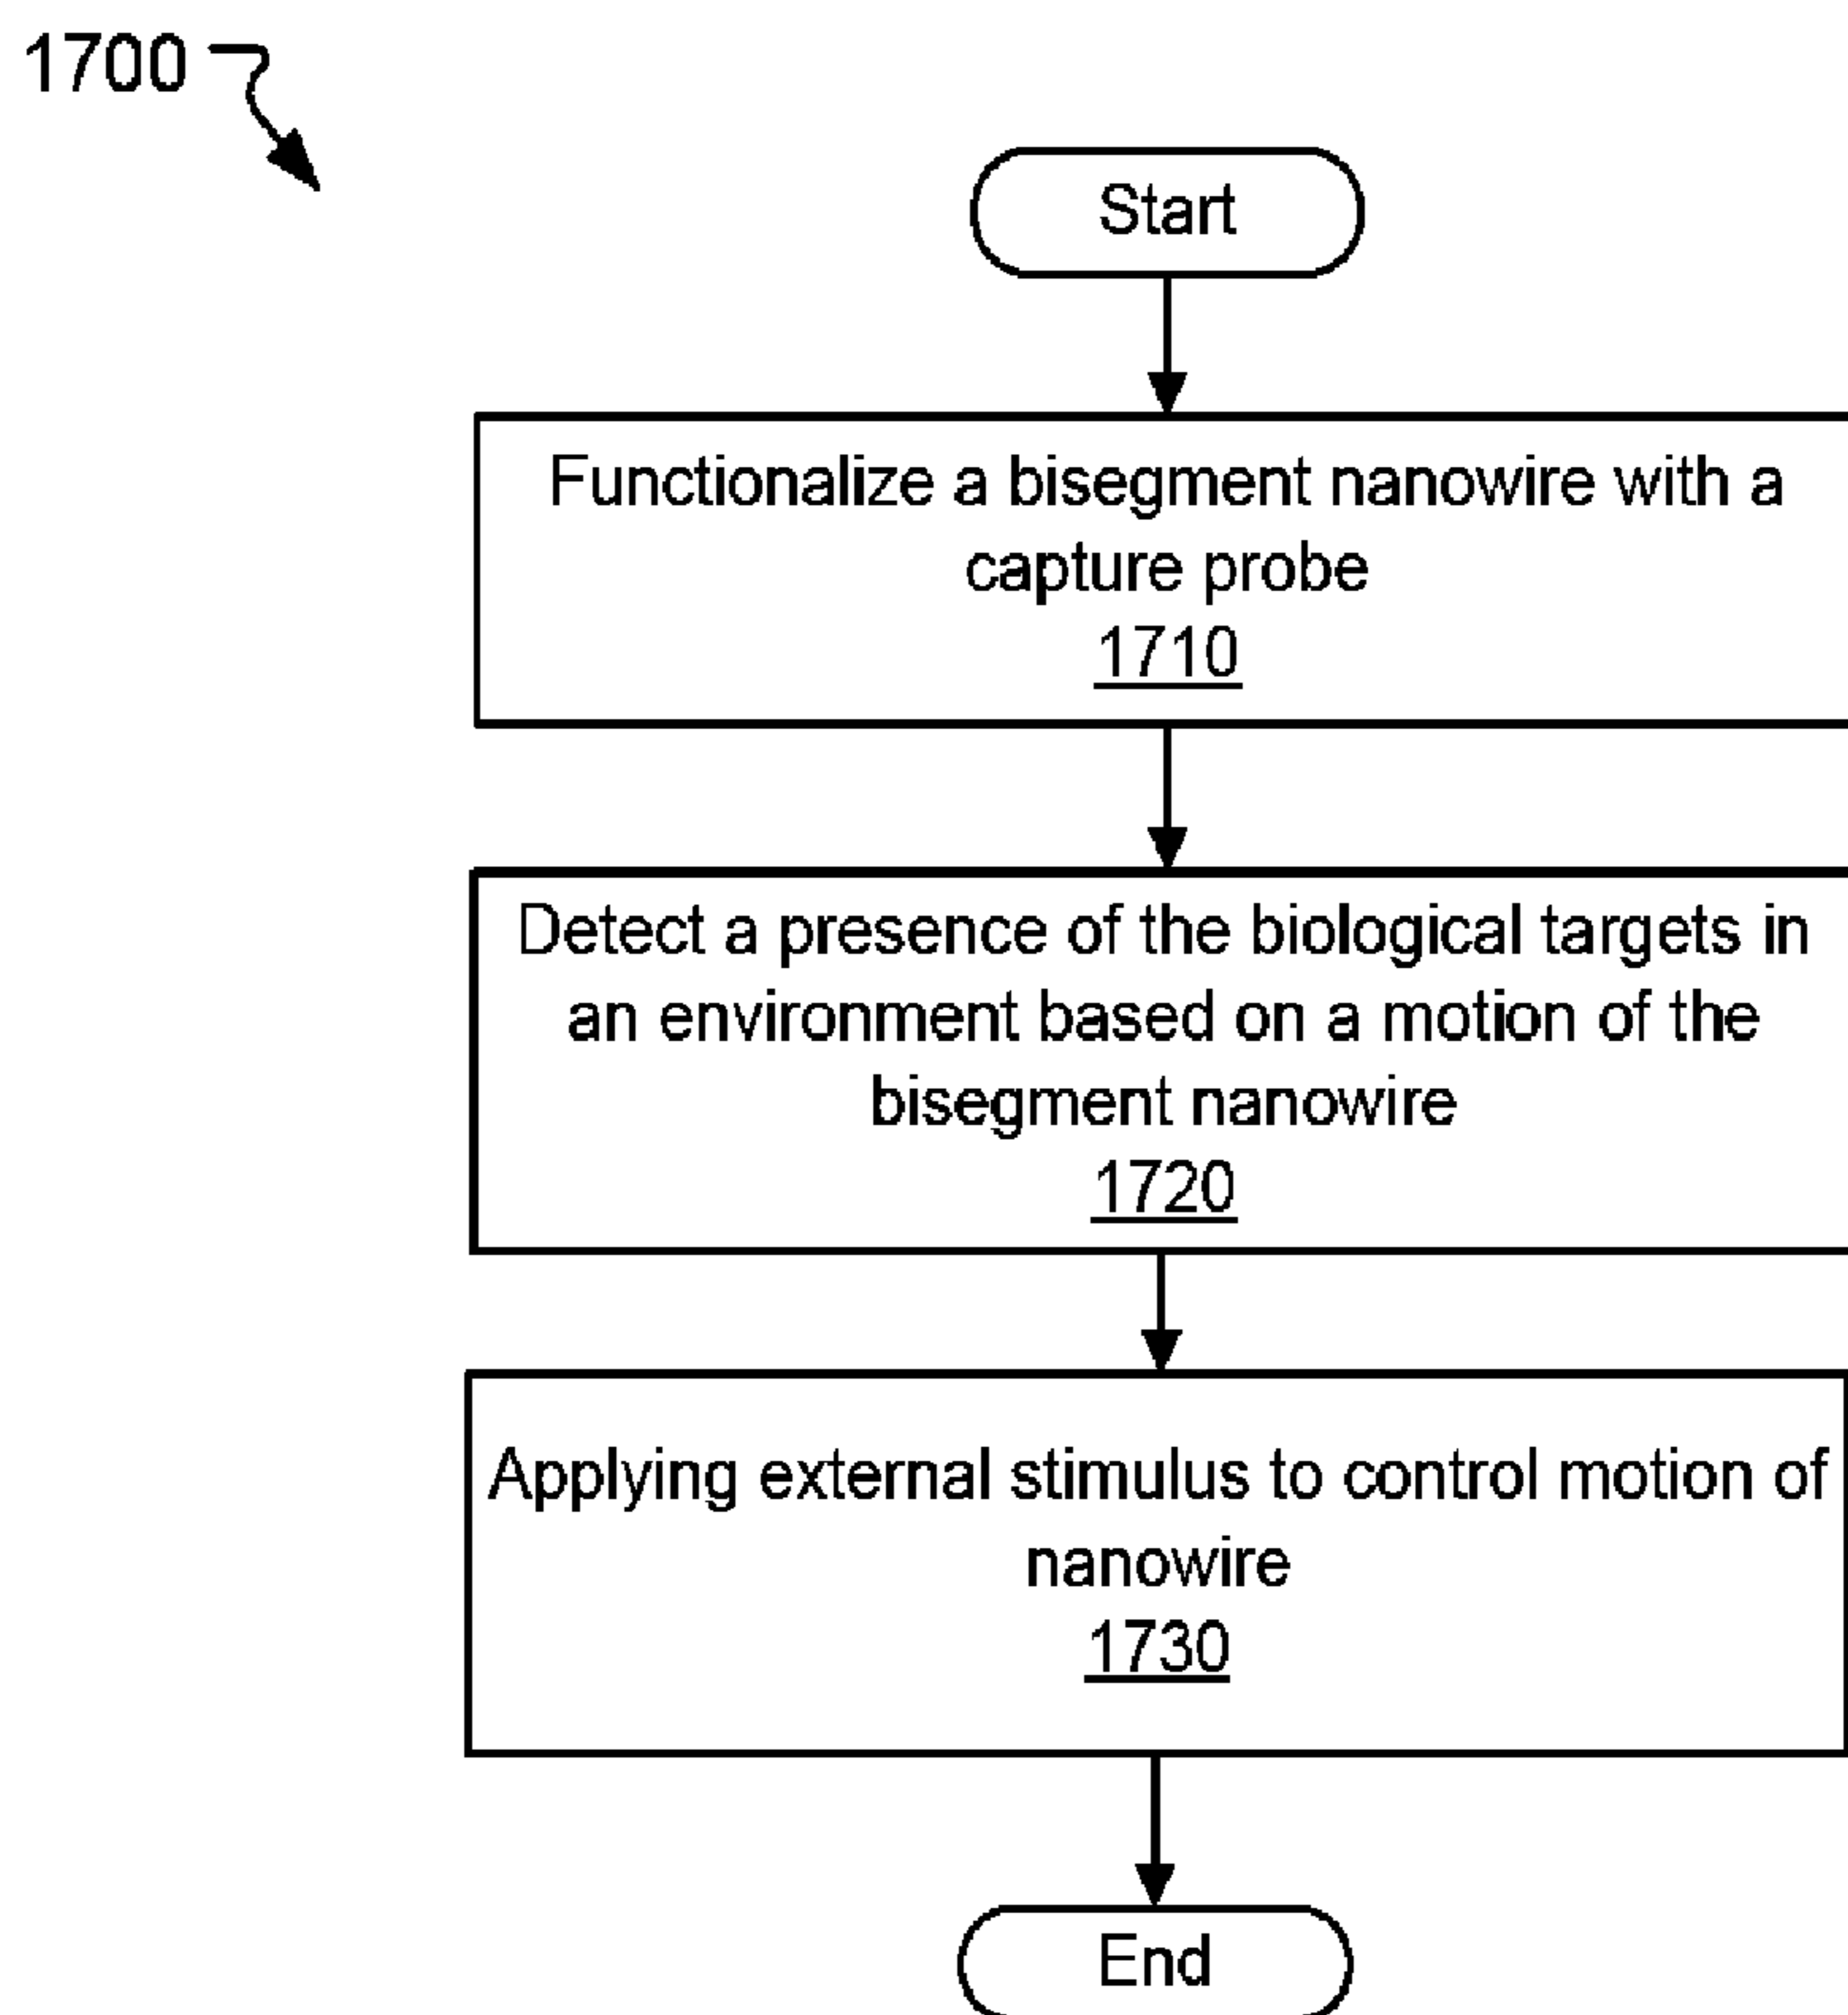 1700
Start
Functionalize a bisegment nanowire with a
capture probe
1710
Detect a presence of the biological targets in
an environment based on a motion of the
bisegment nanowire
1720
Applying external stimulus to control motion of
nanowire
1730
End